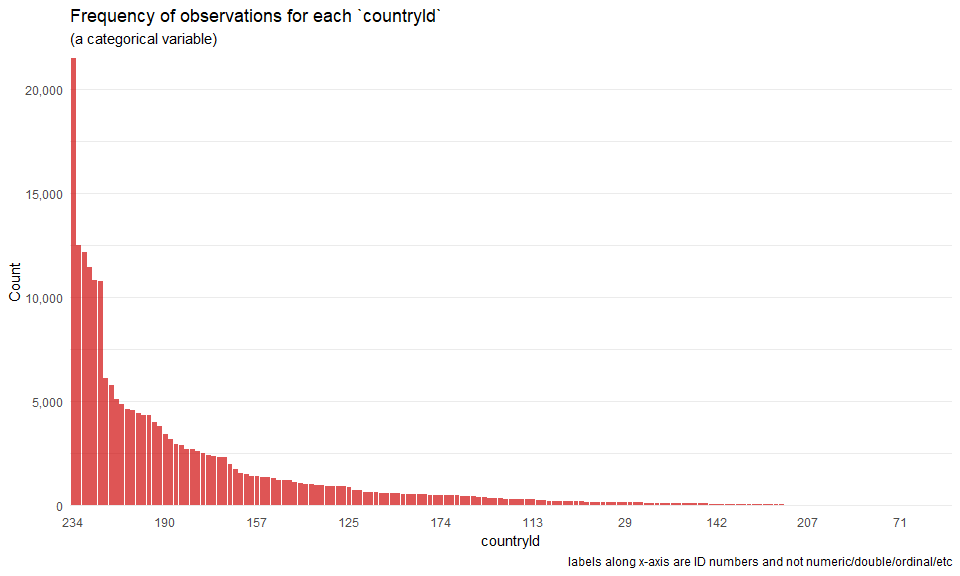 Frequency of observations for each `countryId`
(a categorical variable)
20,000
15,000
10,000
5,000
0
Count
234 190 157 125 174 113 29 142 207 71
countryId
labels along x-axis are ID numbers and not numeric/double/ordinal/etc